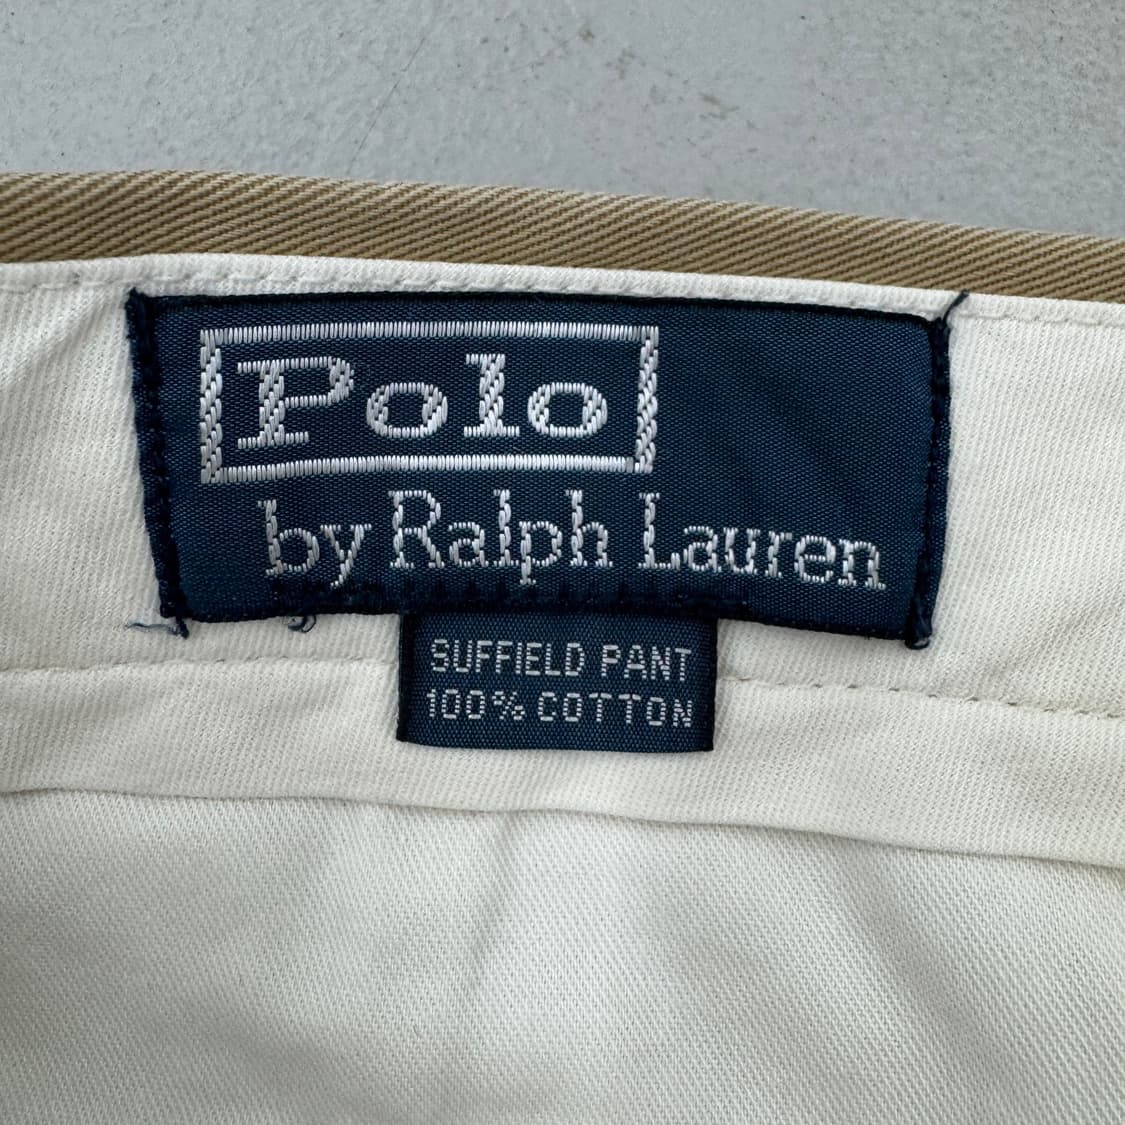 Polo
by Ralph Lauren
SUFFIELD PANT
100% COTTON